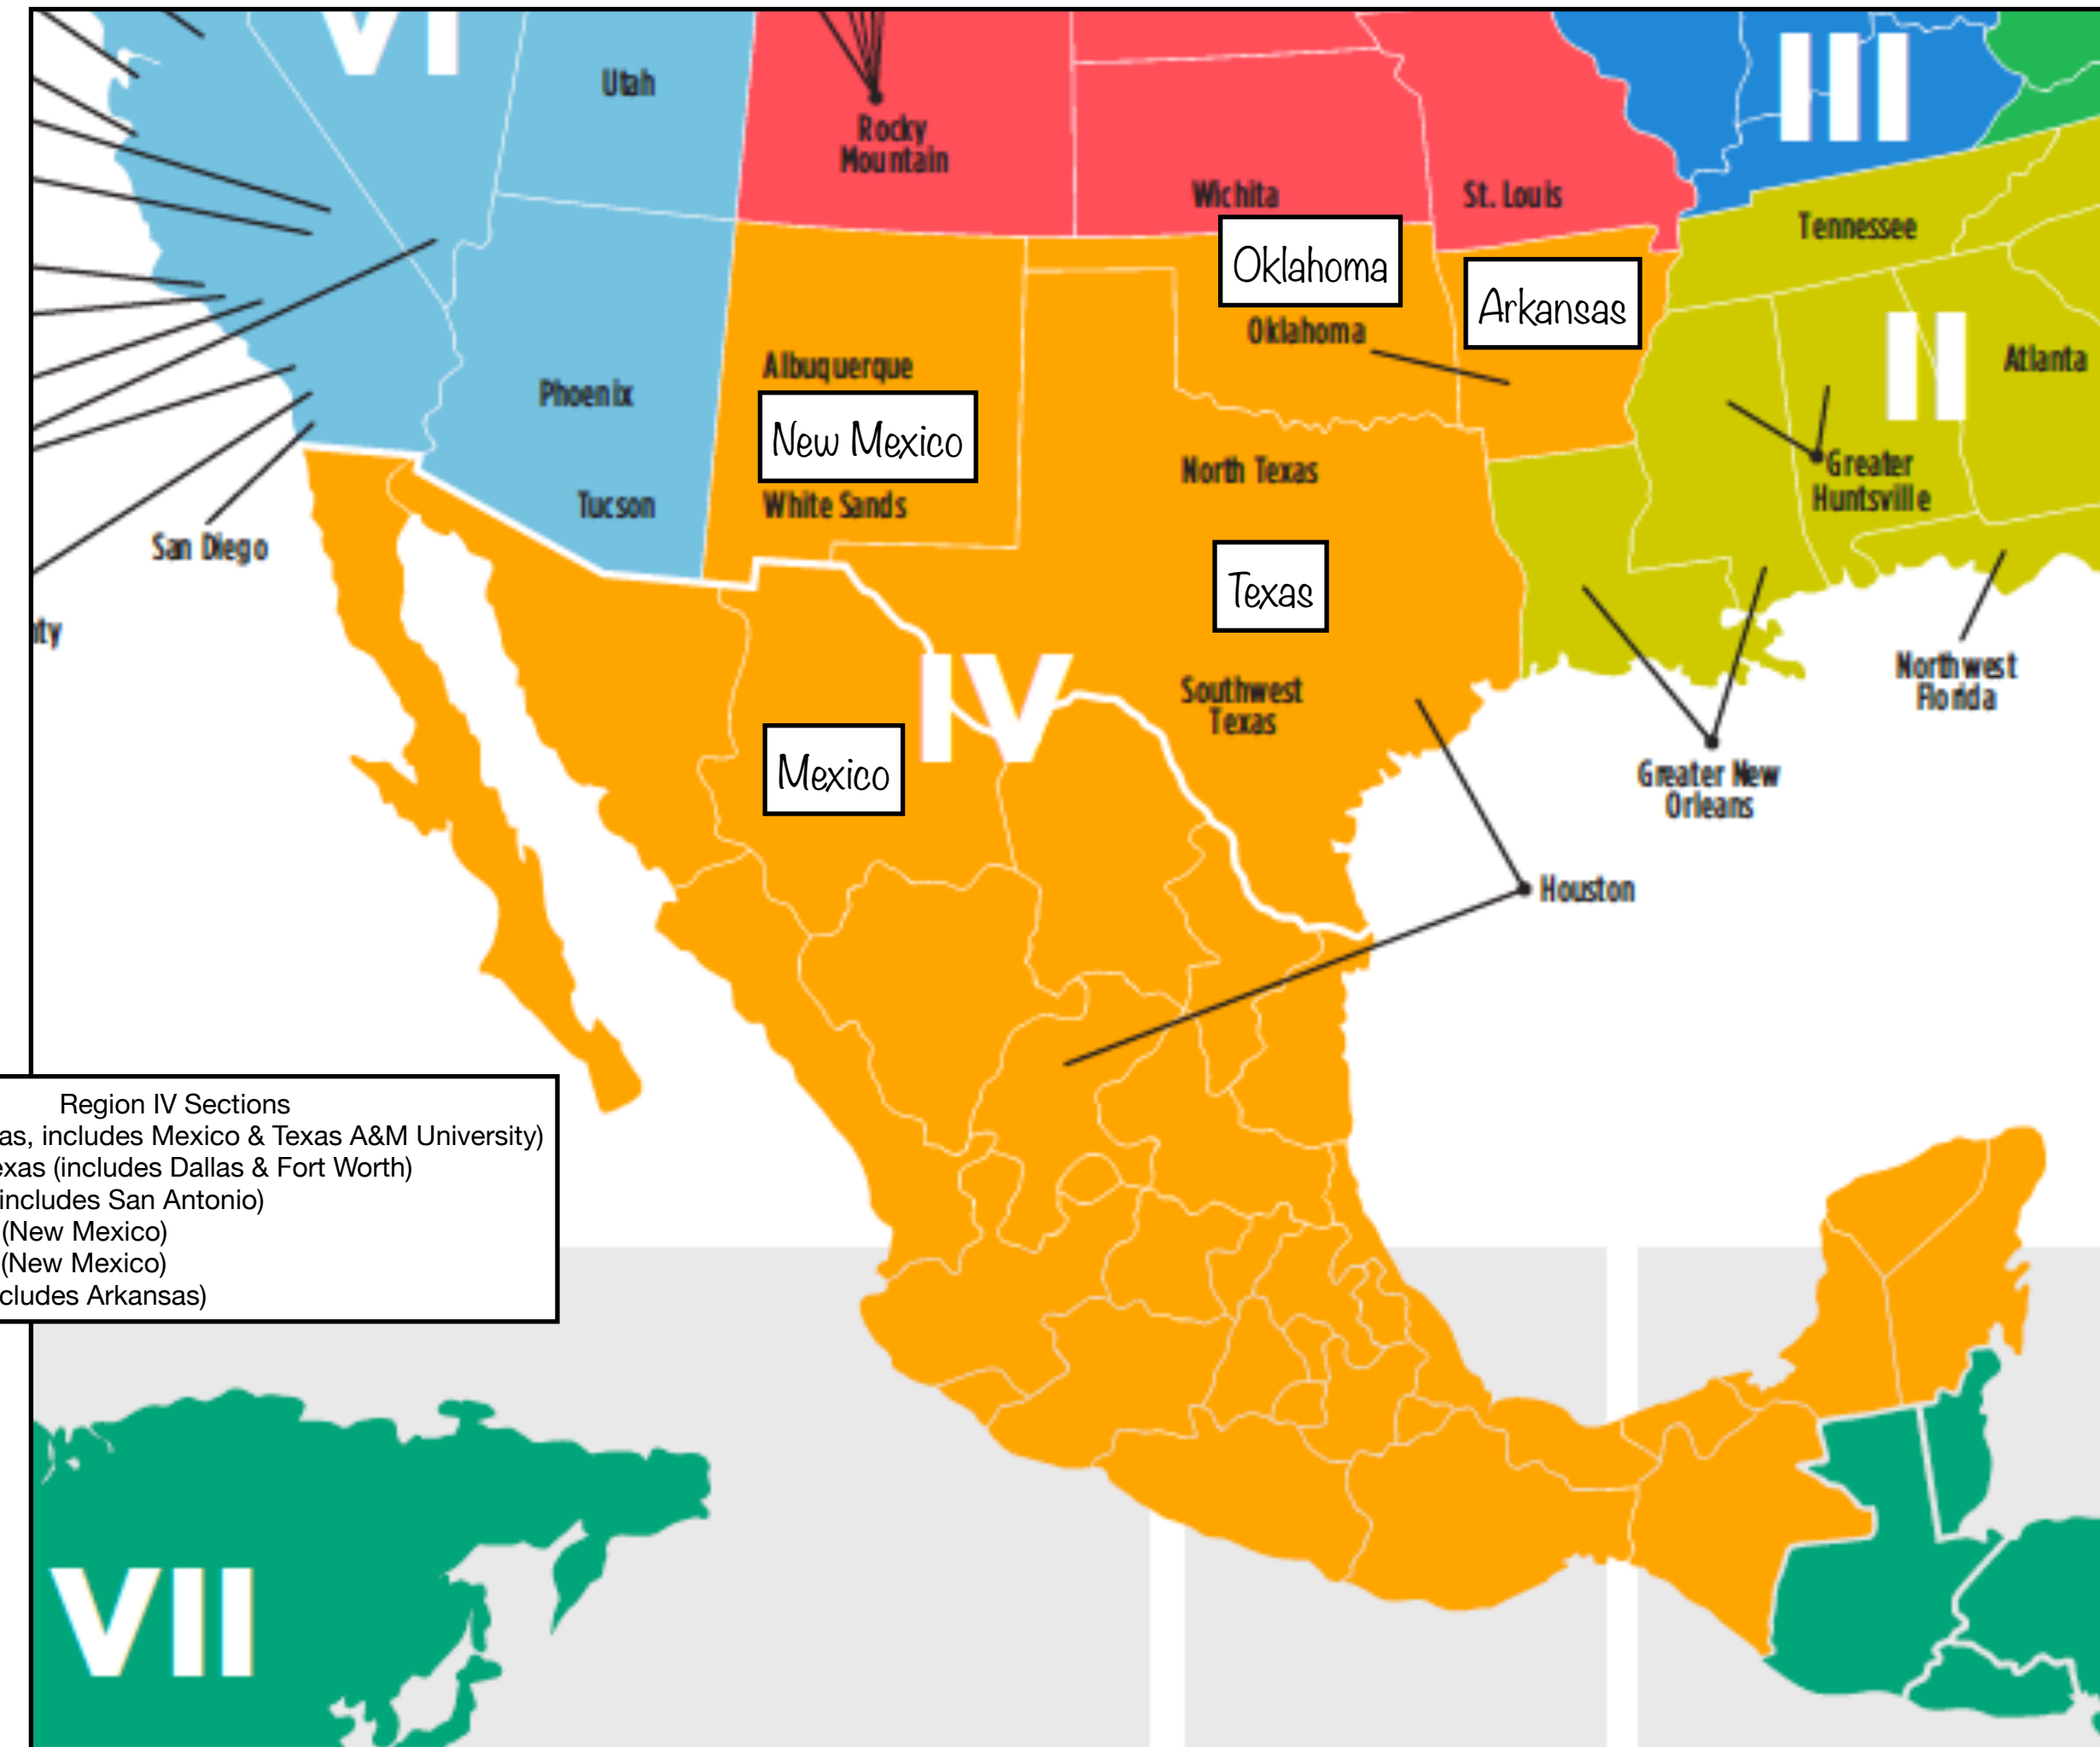 VI
III
Utah
Rocky
Mountain
Wichita
St. Louis
Tennessee
Oklahoma
Arkansas
Oklahoma
II
Atlanta
Albuquerque
Phoenix
New Mexico
North Texas
Greater
Huntsville
Tucson
White Sands
San Diego
Texas
IV
Northwest
Florida
Southwest
Texas
Mexico
Greater New
Orleans
Houston
Region IV Sections
includes Mexico & Texas A&M University)
(includes Dallas & Fort Worth)
includes San Antonio)
(New Mexico)
(New Mexico)
Arkansas)
VII